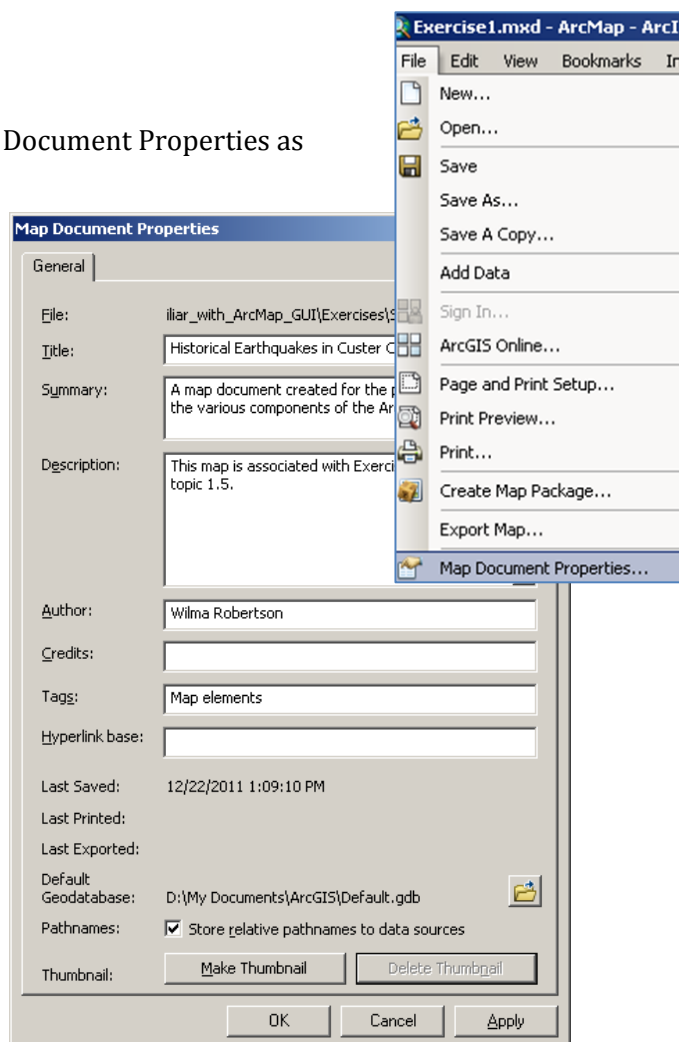 Exercise1.mxd - ArcMap - ArcI
File Edit View Bookmarks In
New...
Open...
Save
Save As...
Save A Copy...
Add Data
Sign In...
ArcGIS Online...
Page and Print Setup...
Print Preview...
Print...
Create Map Package...
Export Map...
Map Document Properties...
Document Properties as
Map Document Properties
General
File: iliar_with_ArcMap_GUI\Exercises\S
Title: Historical Earthquakes in Custer C
Summary: A map document created for the p
the various components of the Ar
Description: This map is associated with Exerci
topic 1.5.
Author: Wilma Robertson
Credits:
Tags: Map elements
Hyperlink base:
Last Saved: 12/22/2011 1:09:10 PM
Last Printed:
Last Exported:
Default
Geodatabase: D:\My Documents\ArcGIS\Default.gdb
Pathnames: Store relative pathnames to data sources
Thumbnail: Make Thumbnail Delete Thumbnail
OK Cancel Apply